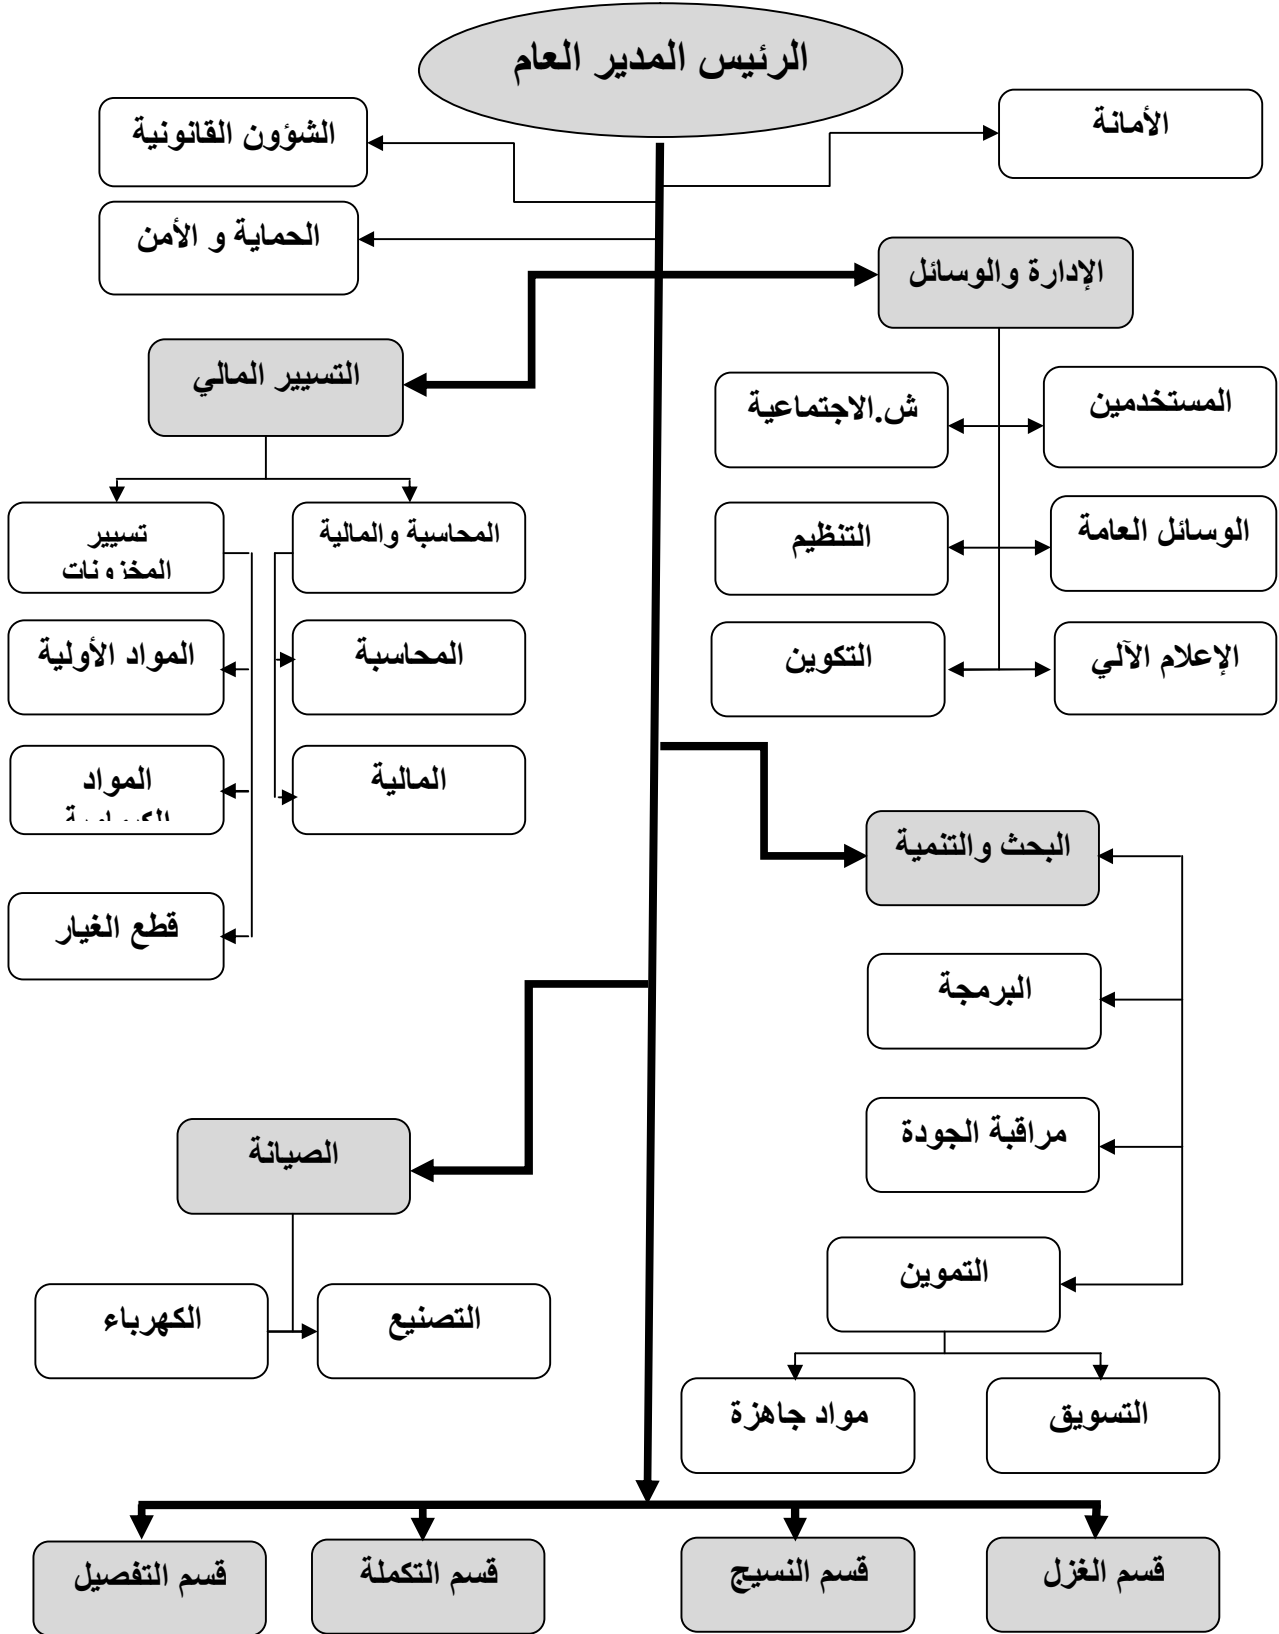 الرئيس المدير العام
الأمانة
الشؤون القانونية
الحماية و الأمن
الإدارة والوسائل
التسيير المالي
المستخدمين
ش.الاجتماعية
الوسائل العامة
التنظيم
المحاسبة والمالية
تسيير
المخزونات
الإعلام الآلي
التكوين
المحاسبة
المواد الأولية
المالية
المواد
البحث والتنمية
قطع الغيار
البرمجة
مراقبة الجودة
الصيانة
التموين
التصنيع
الكهرباء
التسويق
مواد جاهزة
قسم الغزل
قسم النسيج
قسم التكملة
قسم التفصيل